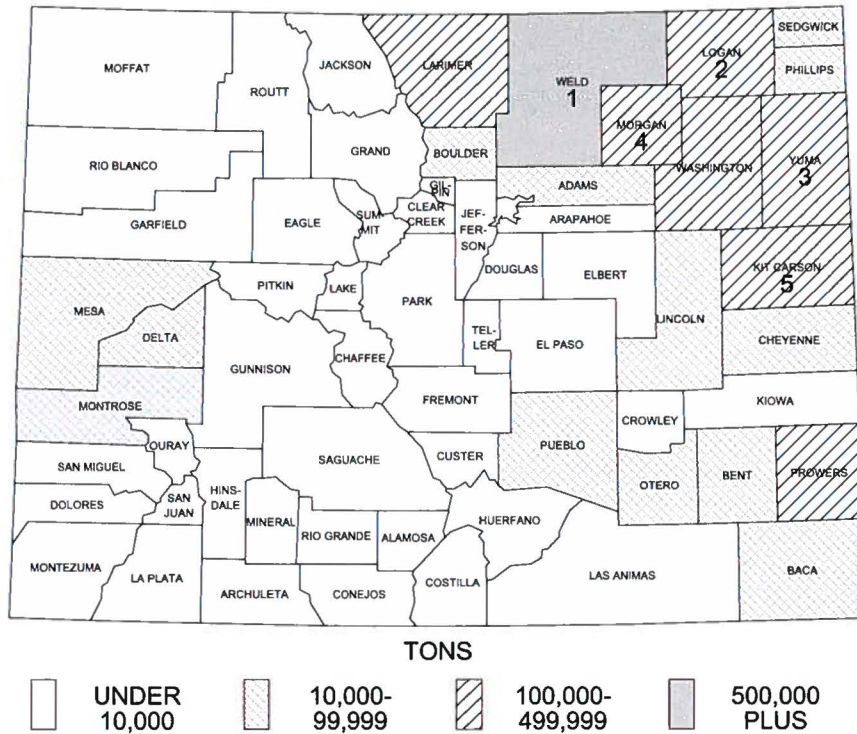 SEDGWICK
LOGAN
2
JACKSON
LARIMER
MOFFAT
PHILLIPS
WELD
1
ROUTT
MORGAN
4
GRAND
BOULDER
RIO BLANCO
WASHINGTON
YUMA
3
GIL-
PIN
ADAMS
CLEAR
CREEK
GARFIELD
EAGLE
SUM-
MIT
JEF-
FER-
SON
ARAPAHOE
DOUGLAS
ELBERT
KIT CARSON
5
PITKIN
LAKE
PARK
MESA
LINCOLN
TEL-
LER
DELTA
EL PASO
CHEYENNE
CHAFFEE
GUNNISON
FREMONT
MONTROSE
CROWLEY
KIOWA
OURAY
PUEBLO
SAN MIGUEL
SAGUACHE
CUSTER
PROWERS
OTERO
BENT
DOLORES
SAN
JUAN
HINS-
DALE
MINERAL
RIO GRANDE
ALAMOSA
HUERFANO
MONTEZUMA
LA PLATA
ARCHULETA
CONEJOS
COSTILLA
LAS ANIMAS
BACA
TONS
UNDER
10,000
10,000-
99,999
100,000-
499,999
500,000
PLUS